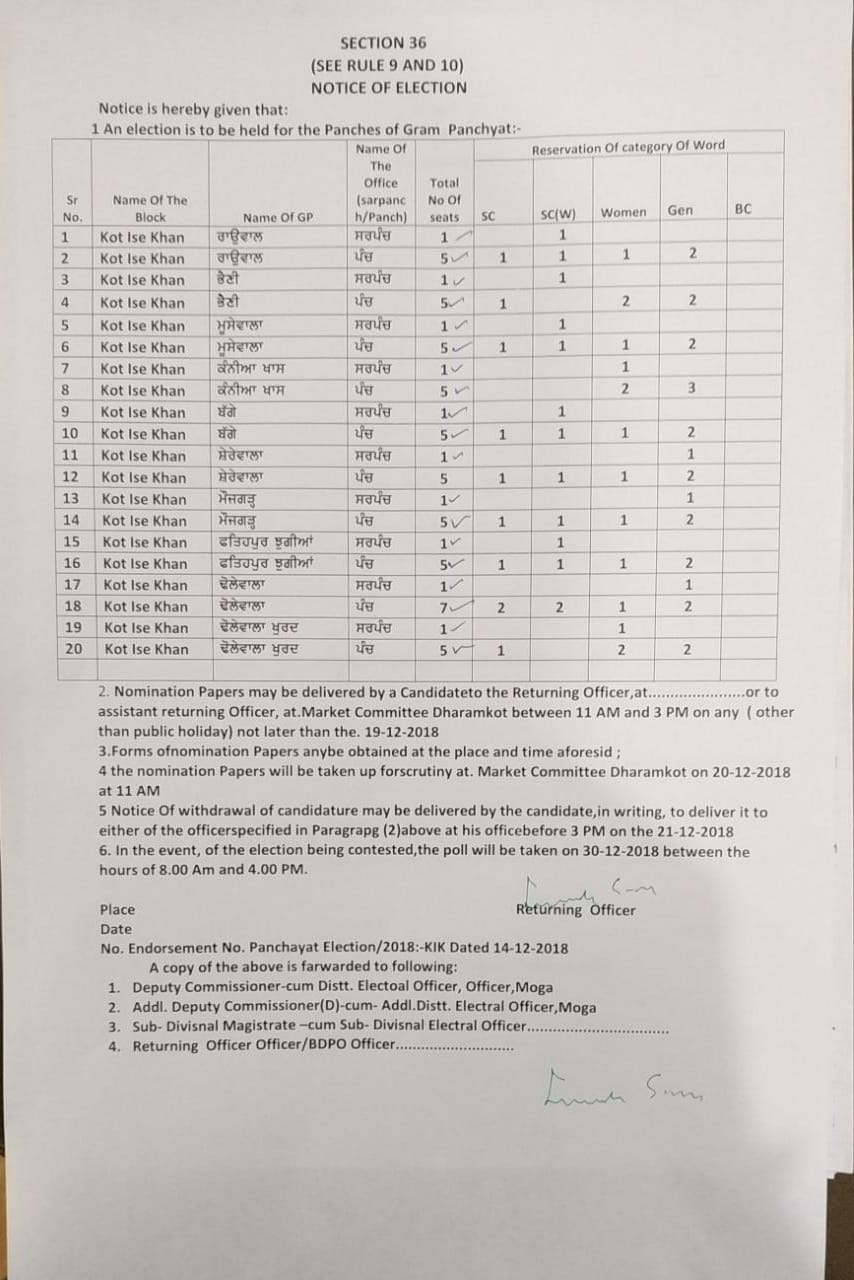 SECTION 36
(SEE RULE 9 AND 10)
NOTICE OF ELECTION
Notice is hereby given that:
1 An election is to be held for the Panches of Gram Panchyat:-
Sr No. Name Of The Block Name Of GP Name Of The Office (sarpanch/Panch) Total No Of seats Reservation Of category Of Word
SC SC(W) Women Gen BC
1 Kot Ise Khan ਰਾਉਵਾਲ ਸਰਪੰਚ 1 1
2 Kot Ise Khan ਰਾਉਵਾਲ ਪੰਚ 5 1 1 1 2
3 Kot Ise Khan ਭੈਣੀ ਸਰਪੰਚ 1 1
4 Kot Ise Khan ਭੈਣੀ ਪੰਚ 5 1 2 2
5 Kot Ise Khan ਮੂਸੇਵਾਲਾ ਸਰਪੰਚ 1 1
6 Kot Ise Khan ਮੂਸੇਵਾਲਾ ਪੰਚ 5 1 1 1 2
7 Kot Ise Khan ਕੰਨੀਆ ਖਾਸ ਸਰਪੰਚ 1 1
8 Kot Ise Khan ਕੰਨੀਆ ਖਾਸ ਪੰਚ 5 2 3
9 Kot Ise Khan ਬੱਗੇ ਸਰਪੰਚ 1 1
10 Kot Ise Khan ਬੱਗੇ ਪੰਚ 5 1 1 1 2
11 Kot Ise Khan ਸ਼ੇਰੇਵਾਲਾ ਸਰਪੰਚ 1 1
12 Kot Ise Khan ਸ਼ੇਰੇਵਾਲਾ ਪੰਚ 5 1 1 1 2
13 Kot Ise Khan ਮੌਜਗੜ੍ਹ ਸਰਪੰਚ 1 1
14 Kot Ise Khan ਮੌਜਗੜ੍ਹ ਪੰਚ 5 1 1 1 2
15 Kot Ise Khan ਫਤਿਹਪੁਰ ਝੁਗੀਆਂ ਸਰਪੰਚ 1 1
16 Kot Ise Khan ਫਤਿਹਪੁਰ ਝੁਗੀਆਂ ਪੰਚ 5 1 1 1 2
17 Kot Ise Khan ਢੋਲੇਵਾਲਾ ਸਰਪੰਚ 1 1
18 Kot Ise Khan ਢੋਲੇਵਾਲਾ ਪੰਚ 7 2 2 1 2
19 Kot Ise Khan ਢੋਲੇਵਾਲਾ ਖੁਰਦ ਸਰਪੰਚ 1 1
20 Kot Ise Khan ਢੋਲੇਵਾਲਾ ਖੁਰਦ ਪੰਚ 5 1 2 2
2. Nomination Papers may be delivered by a Candidateto the Returning Officer,at......................or to
assistant returning Officer, at.Market Committee Dharamkot between 11 AM and 3 PM on any ( other
than public holiday) not later than the. 19-12-2018
3.Forms ofnomination Papers anybe obtained at the place and time aforesid ;
4 the nomination Papers will be taken up forscrutiny at. Market Committee Dharamkot on 20-12-2018
at 11 AM
5 Notice Of withdrawal of candidature may be delivered by the candidate,in writing, to deliver it to
either of the officerspecified in Paragrapg (2)above at his officebefore 3 PM on the 21-12-2018
6. In the event, of the election being contested,the poll will be taken on 30-12-2018 between the
hours of 8.00 Am and 4.00 PM.
Place Returning Officer
Date
No. Endorsement No. Panchayat Election/2018:-KIK Dated 14-12-2018
A copy of the above is farwarded to following:
1. Deputy Commissioner-cum Distt. Electoal Officer, Officer,Moga
2. Addl. Deputy Commissioner(D)-cum- Addl.Distt. Electral Officer,Moga
3. Sub- Divisnal Magistrate –cum Sub- Divisnal Electral Officer................................
4. Returning Officer Officer/BDPO Officer...........................